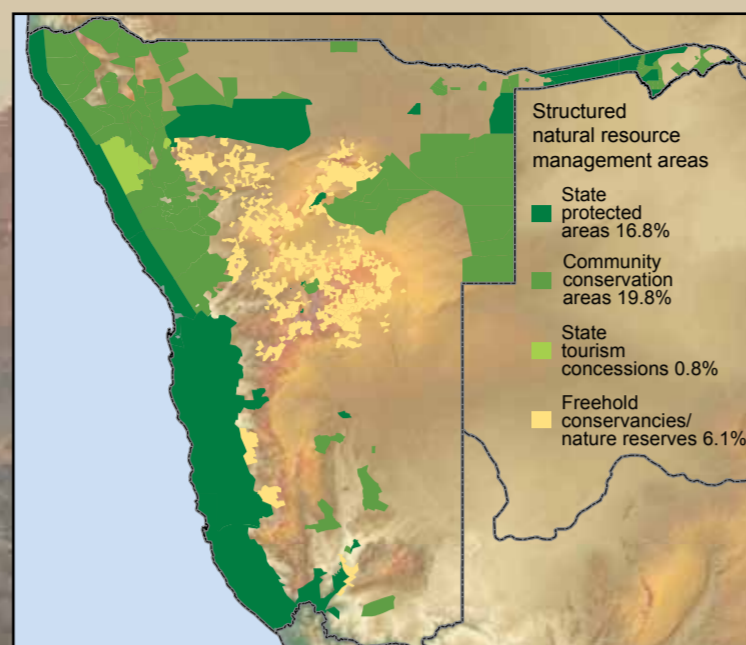 Structured
natural resource
management areas
State
protected
areas 16.8%
Community
conservation
areas 19.8%
State
tourism
concessions 0.8%
Freehold
conservancies/
nature reserves 6.1%